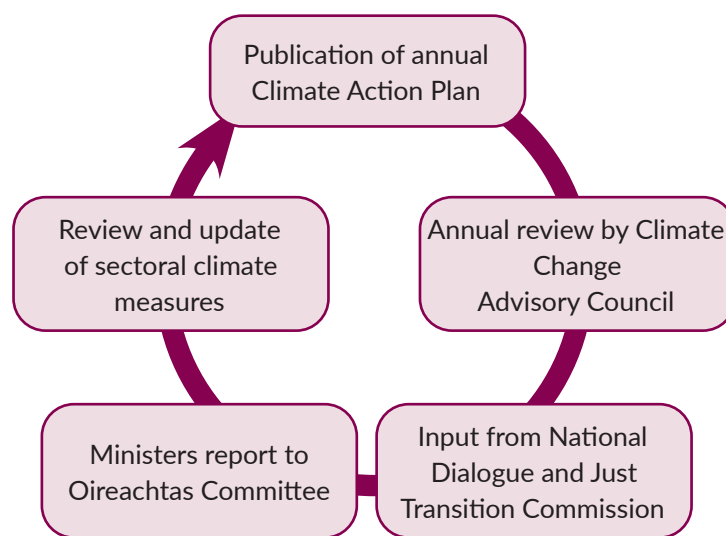 Publication of annual
Climate Action Plan
Annual review by Climate
Change
Advisory Council
Input from National
Dialogue and Just
Transition Commission
Ministers report to
Oireachtas Committee
Review and update
of sectoral climate
measures